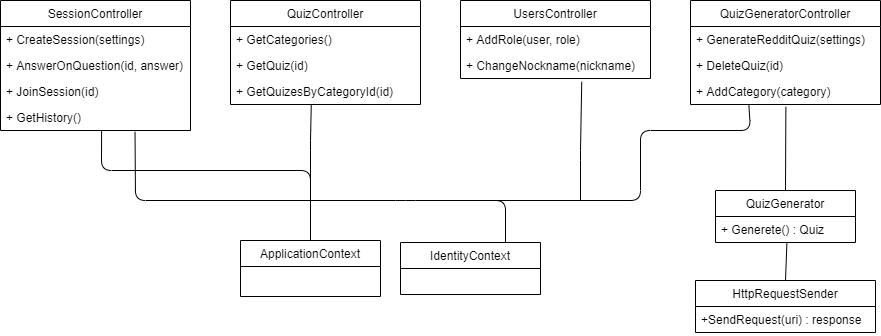 SessionController
+ CreateSession(settings)
+ AnswerOnQuestion(id, answer)
+ JoinSession(id)
+ GetHistory()
QuizController
+ GetCategories()
+ GetQuiz(id)
+ GetQuizesByCategoryId(id)
UsersController
+ AddRole(user, role)
+ ChangeNockname(nickname)
QuizGeneratorController
+ GenerateRedditQuiz(settings)
+ DeleteQuiz(id)
+ AddCategory(category)
QuizGenerator
+ Generete() : Quiz
ApplicationContext
IdentityContext
HttpRequestSender
+SendRequest(uri) : response